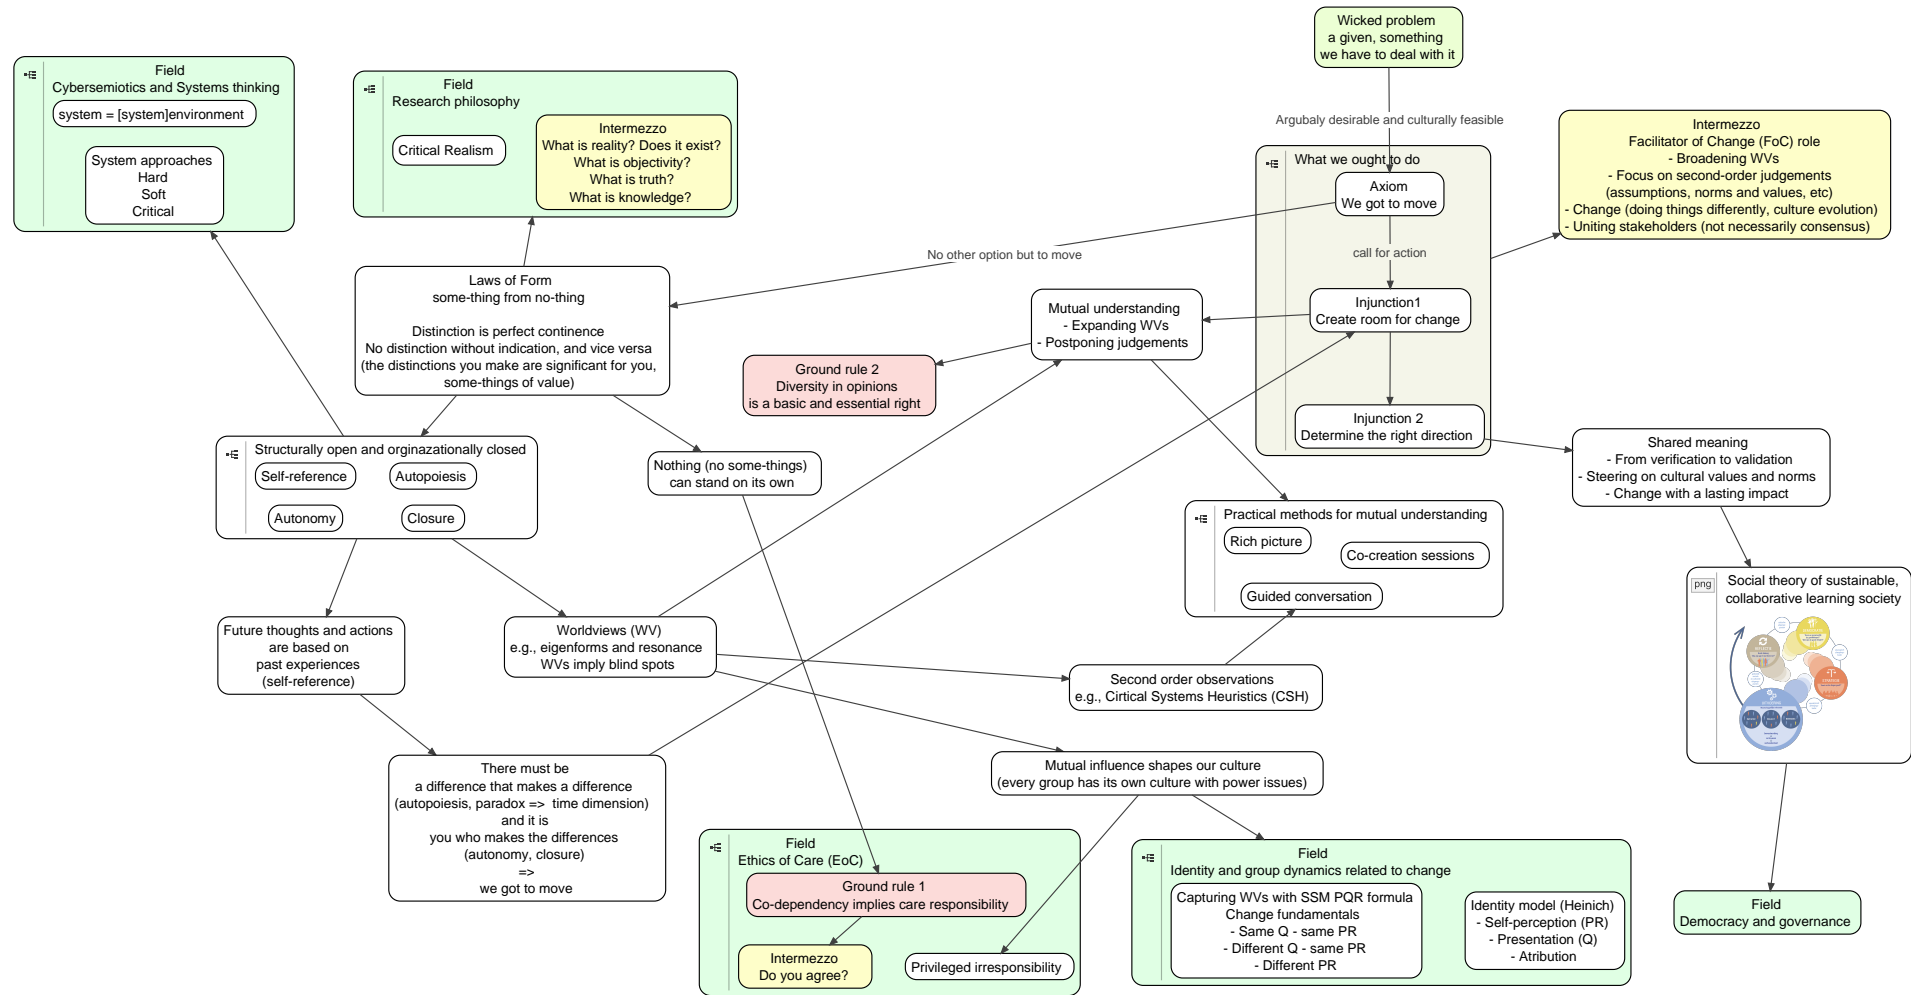 Wicked problem
a given, something
we have to deal with it
Argubaly desirable and culturally feasible
Field
Cybersemiotics and Systems thinking
system = [system]environment
System approaches
Hard
Soft
Critical
Field
Research philosophy
Critical Realism
Intermezzo
What is reality? Does it exist?
What is objectivity?
What is truth?
What is knowledge?
What we ought to do
Axiom
We got to move
call for action
Injunction1
Create room for change
Injunction 2
Determine the right direction
Intermezzo
Facilitator of Change (FoC) role
- Broadening WVs
- Focus on second-order judgements
(assumptions, norms and values, etc)
- Change (doing things differently, culture evolution)
- Uniting stakeholders (not necessarily consensus)
No other option but to move
Laws of Form
some-thing from no-thing
Distinction is perfect continence
No distinction without indication, and vice versa
(the distinctions you make are significant for you,
some-things of value)
Mutual understanding
- Expanding WVs
- Postponing judgements
Ground rule 2
Diversity in opinions
is a basic and essential right
Structurally open and orginazationally closed
Self-reference
Autopoiesis
Autonomy
Closure
Nothing (no some-things)
can stand on its own
Shared meaning
- From verification to validation
- Steering on cultural values and norms
- Change with a lasting impact
Practical methods for mutual understanding
Rich picture
Co-creation sessions
Guided conversation
png
Social theory of sustainable,
collaborative learning society
Future thoughts and actions
are based on
past experiences
(self-reference)
Worldviews (WV)
e.g., eigenforms and resonance
WVs imply blind spots
Second order observations
e.g., Cirtical Systems Heuristics (CSH)
There must be
a difference that makes a difference
(autopoiesis, paradox => time dimension)
and it is
you who makes the differences
(autonomy, closure)
=>
we got to move
Mutual influence shapes our culture
(every group has its own culture with power issues)
Field
Ethics of Care (EoC)
Ground rule 1
Co-dependency implies care responsibility
Intermezzo
Do you agree?
Privileged irresponsibility
Field
Identity and group dynamics related to change
Capturing WVs with SSM PQR formula
Change fundamentals
- Same Q - same PR
- Different Q - same PR
- Different PR
Identity model (Heinich)
- Self-perception (PR)
- Presentation (Q)
- Atribution
Field
Democracy and governance